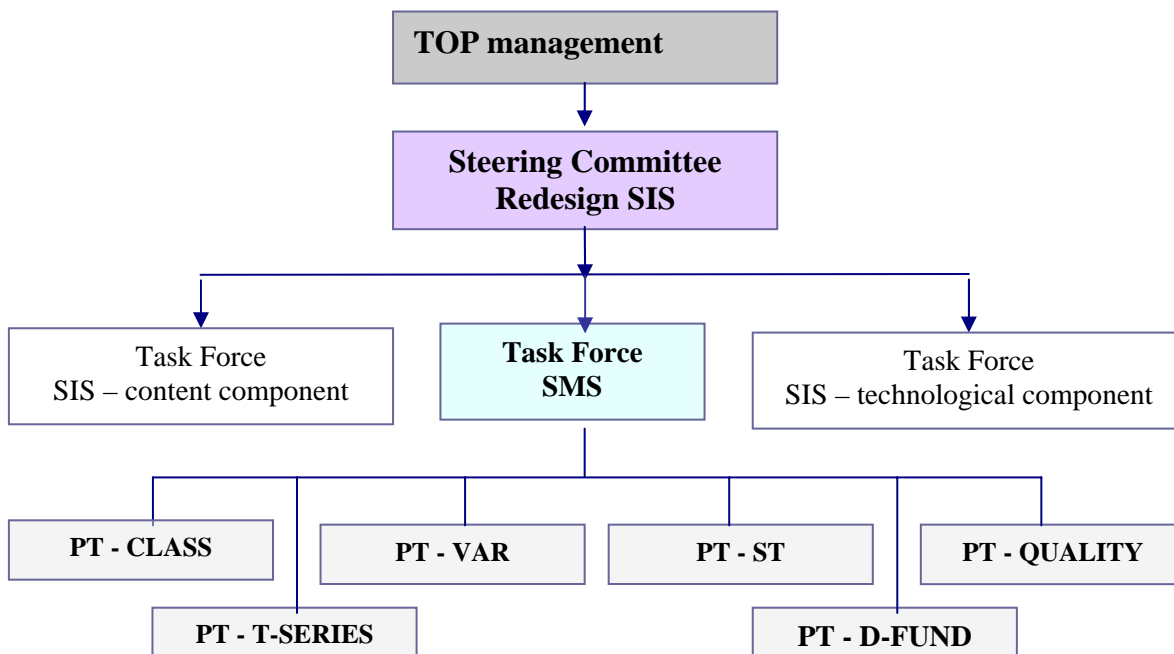 TOP management
Steering Committee
Redesign SIS
Task Force
SIS – content component
Task Force
SMS
Task Force
SIS – technological component
PT - CLASS
PT - VAR
PT - ST
PT - QUALITY
PT - T-SERIES
PT - D-FUND